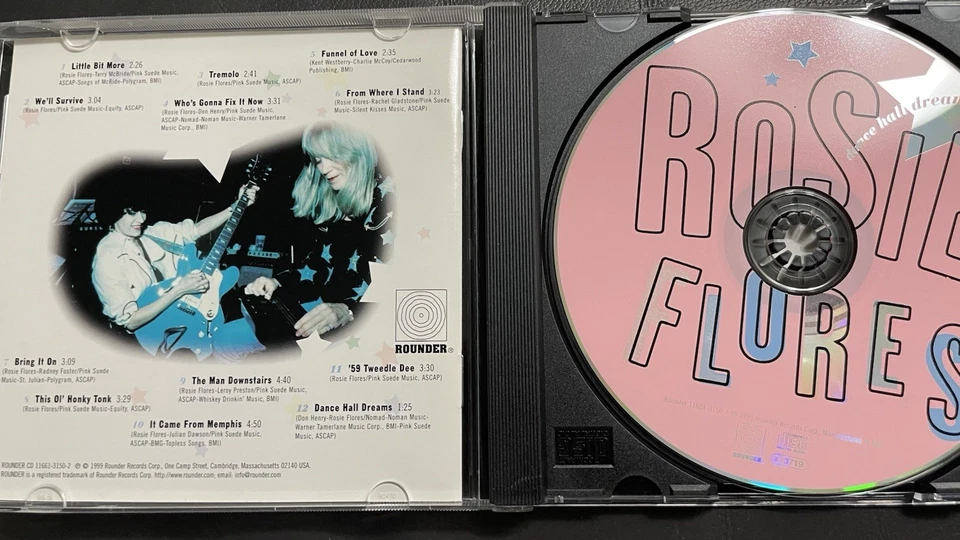 1 Little Bit More 2:26
(Rosie Flores-Terry McBride/Pink Suede Music,
ASCAP-Songs of McBride-Polygram, BMI)
2 We'll Survive 3:04
(Rosie Flores/Pink Suede Music-Equity, ASCAP)
3 Tremolo 2:41
(Rosie Flores/Pink Suede Music, ASCAP)
4 Who's Gonna Fix It Now 3:31
(Rosie Flores-Don Henry/Pink Suede Music,
ASCAP-Nomad-Noman Music-Warner Tamerlane
Music Corp., BMI)
5 Funnel of Love 2:35
(Kent Westberry-Charlie McCoy/Cedarwood
Publishing, BMI)
6 From Where I Stand 3:23
(Rosie Flores-Rachel Gladstone/Pink Suede
Music-Silent Kisses Music, ASCAP)
ROUNDER®
7 Bring It On 3:09
(Rosie Flores-Radney Foster/Pink Suede
Music-St. Julian-Polygram, ASCAP)
8 This Ol' Honky Tonk 3:29
(Rosie Flores/Pink Suede Music-Equity, ASCAP)
9 The Man Downstairs 4:40
(Rosie Flores-Leroy Preston/Pink Suede Music,
ASCAP-Whiskey Drinkin' Music, BMI)
10 It Came From Memphis 4:50
(Rosie Flores-Julian Dawson/Pink Suede Music,
ASCAP-BMG-Topless Songs, BMI)
11 '59 Tweedle Dee 3:30
(Rosie Flores/Pink Suede Music, ASCAP)
12 Dance Hall Dreams 1:25
(Don Henry-Rosie Flores/Nomad-Noman Music-
Warner Tamerlane Music Corp., BMI-Pink Suede
Music, ASCAP)
ROUNDER CD 11663-3150-2 ℗ © 1999 Rounder Records Corp., One Camp Street, Cambridge, Massachusetts 02140 USA.
ROUNDER is a registered trademark of Rounder Records Corp. http://www.rounder.com, email: info@rounder.com
ROSIE
dance hall dream
FLORES